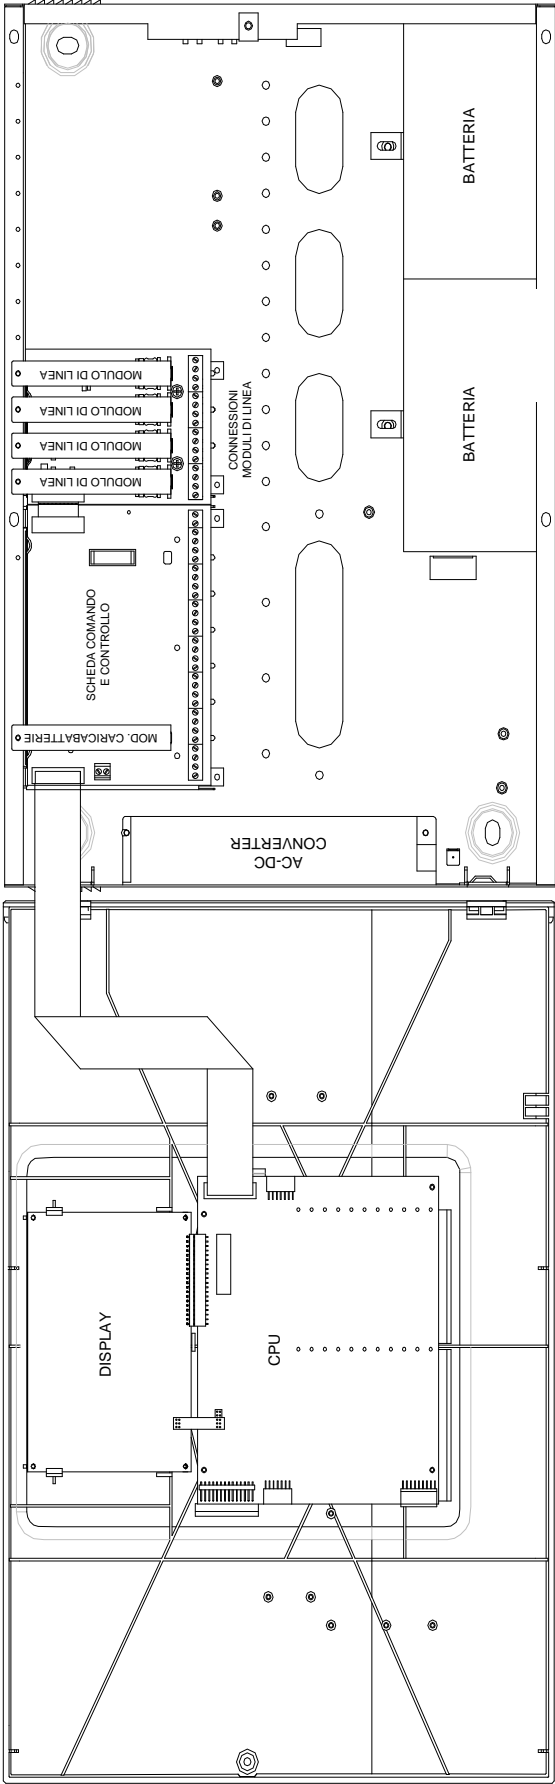 BATTERIA
BATTERIA
MODULO DI LINEA
MODULO DI LINEA
MODULO DI LINEA
MODULO DI LINEA
CONNESSIONI
MODULI DI LINEA
SCHEDA COMANDO
E CONTROLLO
MOD. CARICABATTERIE
AC-DC
CONVERTER
DISPLAY
CPU